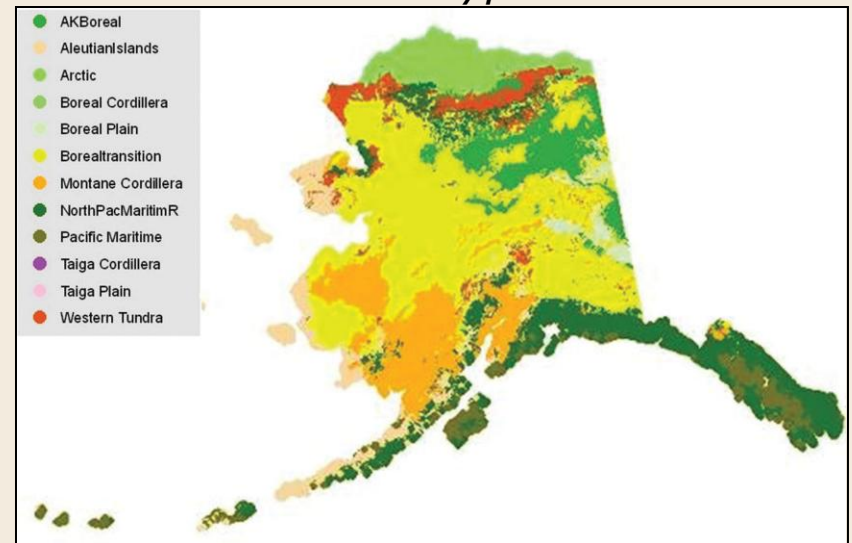 AKBoreal
AleutianIslands
Arctic
Boreal Cordillera
Boreal Plain
Borealtransition
Montane Cordillera
NorthPacMaritimR
Pacific Maritime
Taiga Cordillera
Taiga Plain
Western Tundra